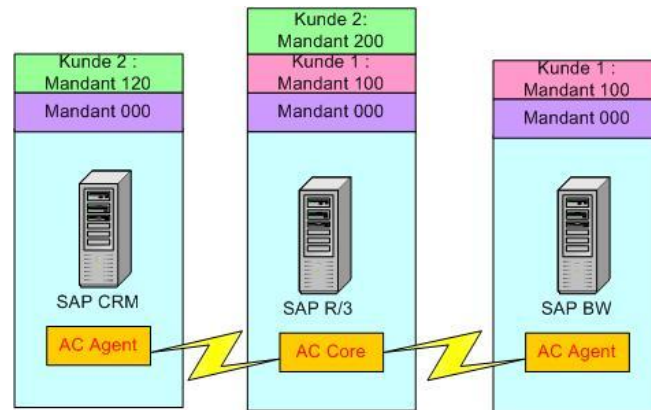 Kunde 2 :
Mandant 120
Mandant 000
SAP CRM
AC Agent
Kunde 2:
Mandant 200
Kunde 1 :
Mandant 100
Mandant 000
SAP R/3
AC Core
Kunde 1 :
Mandant 100
Mandant 000
SAP BW
AC Agent